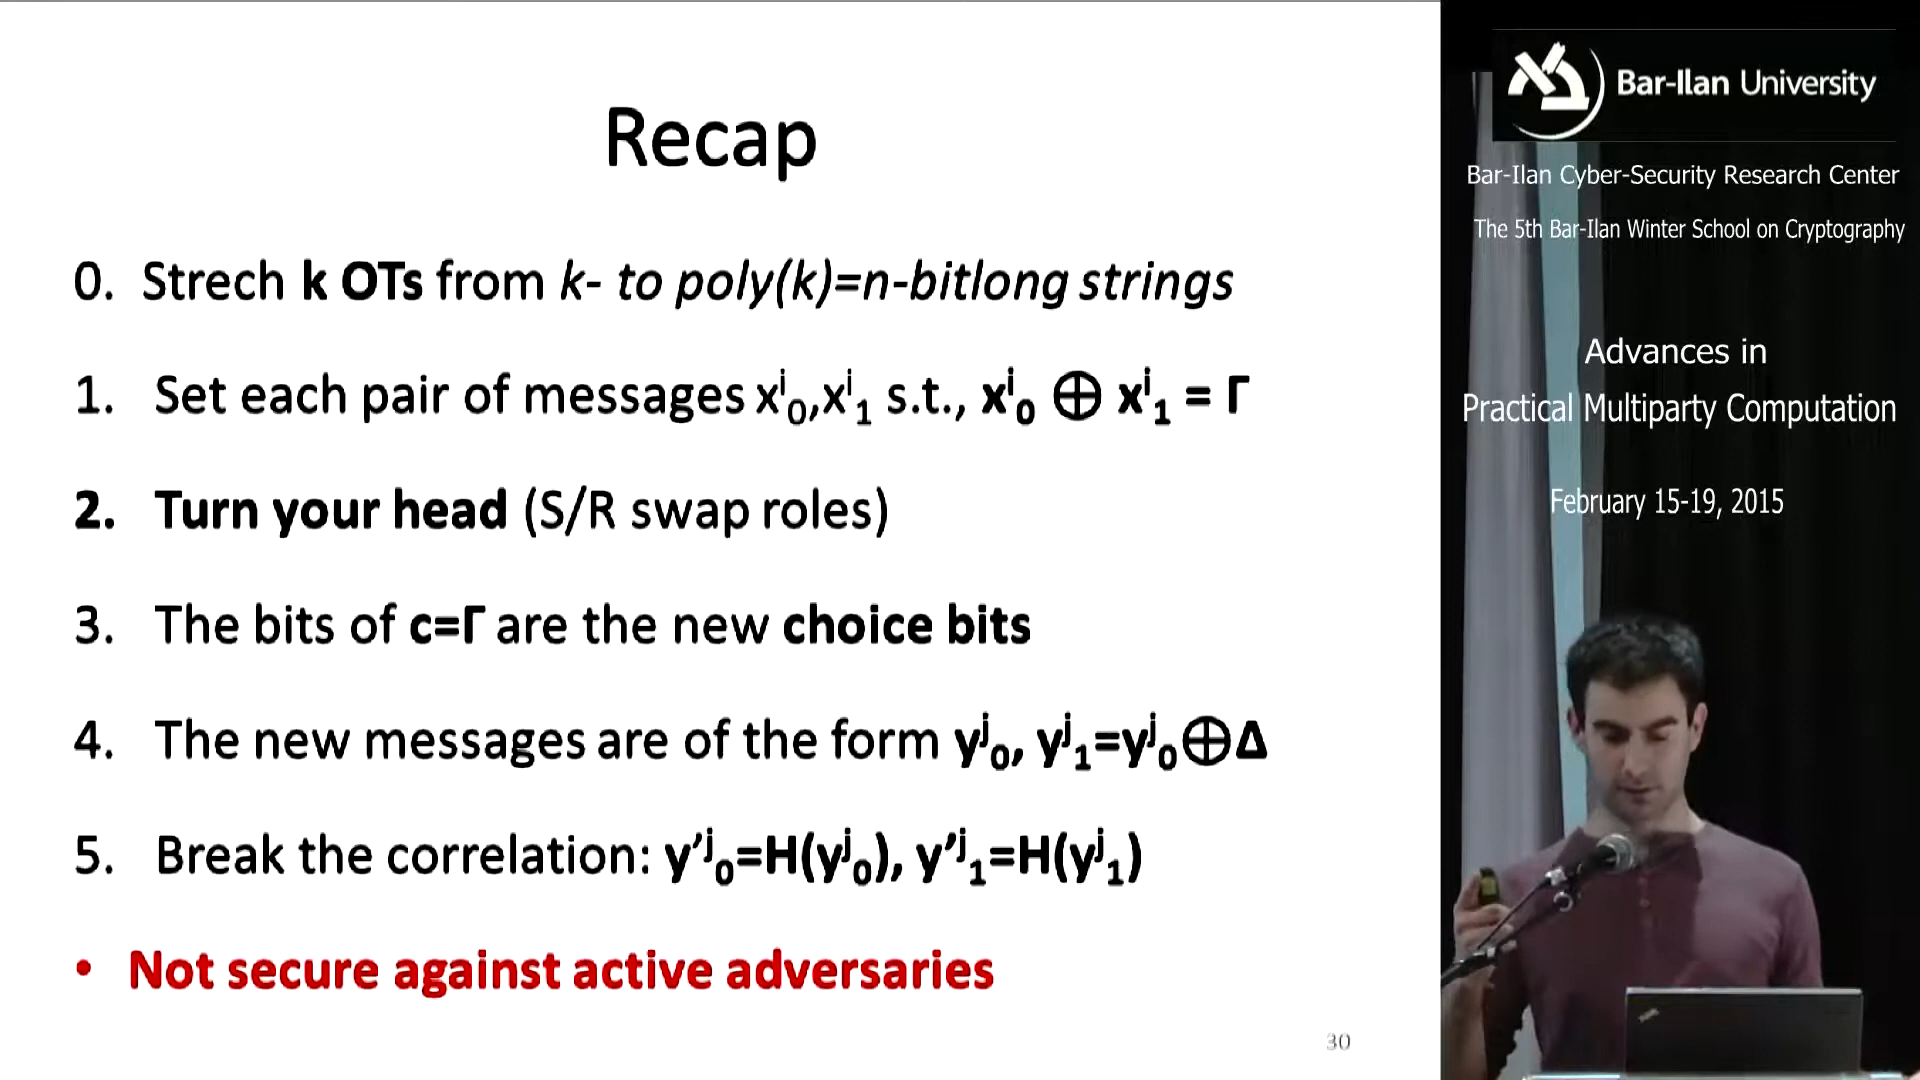 Recap
0. Strech k OTs from k- to poly(k)=n-bitlong strings
1. Set each pair of messages xⁱ₀,xⁱ₁ s.t., xⁱ₀ ⊕ xⁱ₁ = Γ
2. Turn your head (S/R swap roles)
3. The bits of c=Γ are the new choice bits
4. The new messages are of the form yʲ₀, yʲ₁=yʲ₀⊕Δ
5. Break the correlation: y'ʲ₀=H(yʲ₀), y'ʲ₁=H(yʲ₁)
• Not secure against active adversaries
30
Bar-Ilan University
Bar-Ilan Cyber-Security Research Center
The 5th Bar-Ilan Winter School on Cryptography
Advances in
Practical Multiparty Computation
February 15-19, 2015